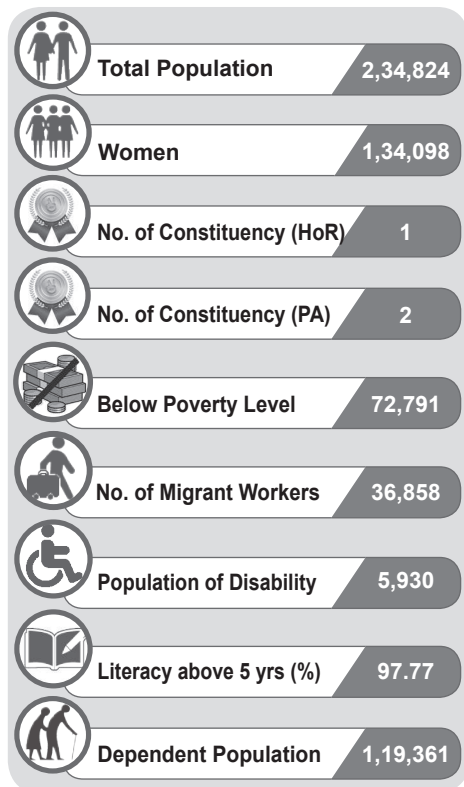 Total Population 2,34,824
Women 1,34,098
No. of Constituency (HoR) 1
No. of Constituency (PA) 2
Below Poverty Level 72,791
No. of Migrant Workers 36,858
Population of Disability 5,930
Literacy above 5 yrs (%) 97.77
Dependent Population 1,19,361